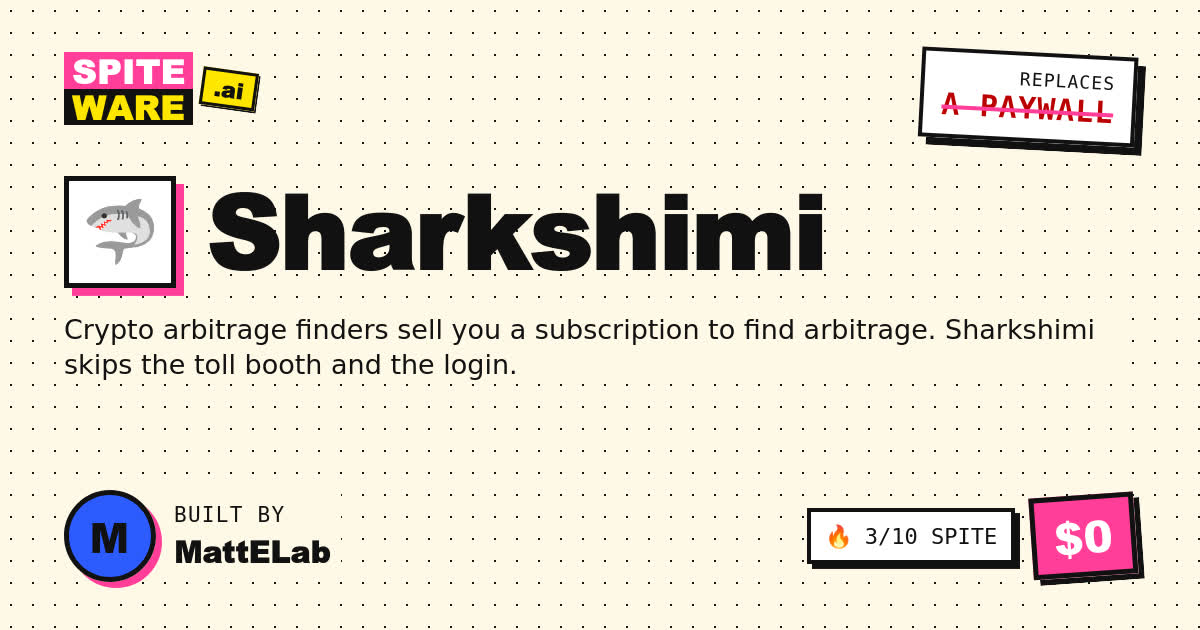 SPITE
WARE
.ai
REPLACES
A PAYWALL
Sharkshimi
Crypto arbitrage finders sell you a subscription to find arbitrage. Sharkshimi
skips the toll booth and the login.
M
BUILT BY
MattELab
🔥 3/10 SPITE
$0